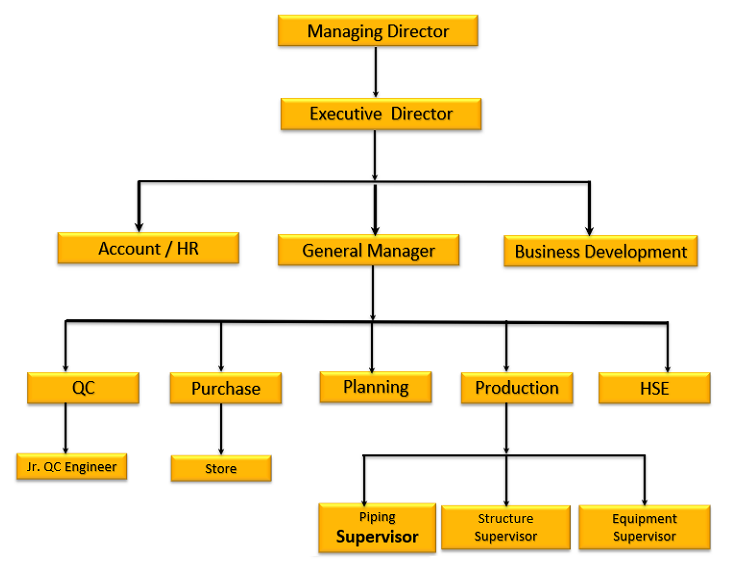 Managing Director
Executive Director
Account / HR
General Manager
Business Development
QC
Purchase
Planning
Production
HSE
Jr. QC Engineer
Store
Piping
Supervisor
Structure
Supervisor
Equipment
Supervisor